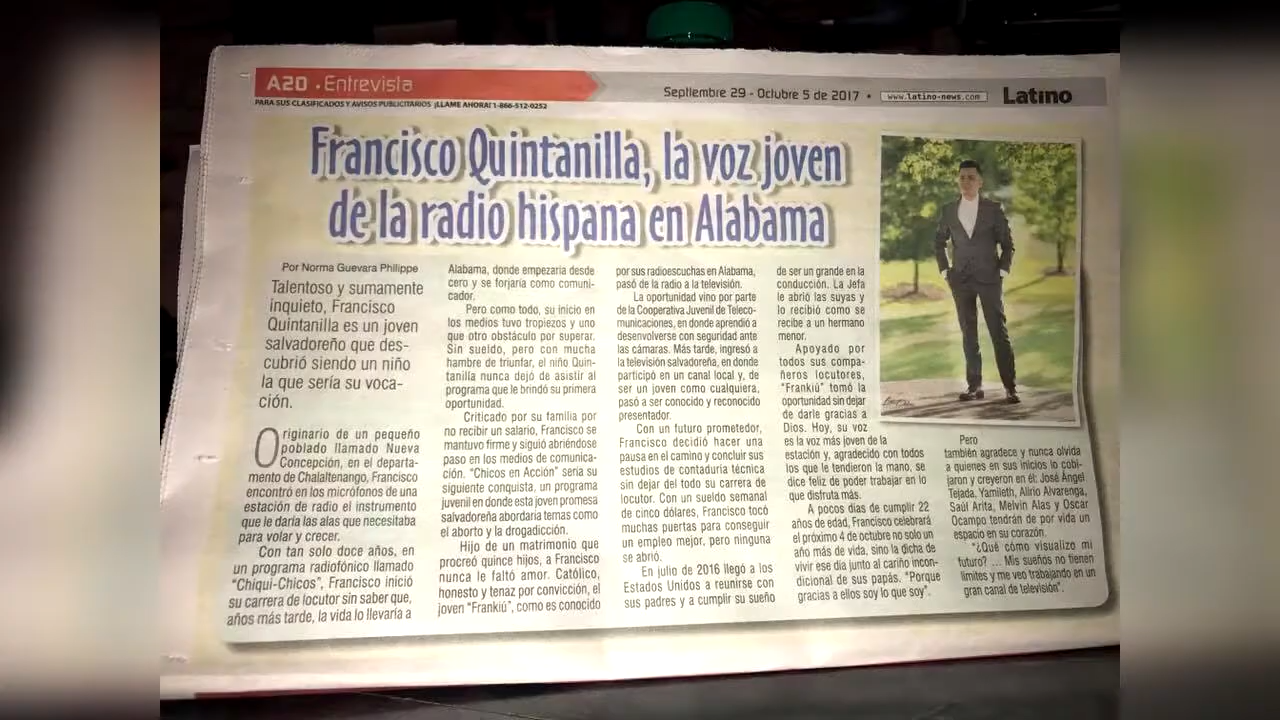 A20 • Entrevista
Septiembre 29 - Octubre 5 de 2017 • www.latino-news.com Latino
PARA SUS CLASIFICADOS Y AVISOS PUBLICITARIOS ¡LLAME AHORA! 1-866-512-0252
Francisco Quintanilla, la voz joven
de la radio hispana en Alabama
Por Norma Guevara Philippe
Talentoso y sumamente
inquieto, Francisco
Quintanilla es un joven
salvadoreño que des-
cubrió siendo un niño
la que sería su voca-
ción.
Originario de un pequeño
poblado llamado Nueva
Concepción, en el departa-
mento de Chalaltenango, Francisco
encontró en los micrófonos de una
estación de radio el instrumento
que le daría las alas que necesitaba
para volar y crecer.
Con tan solo doce años, en
un programa radiofónico llamado
"Chiqui-Chicos", Francisco inició
su carrera de locutor sin saber que,
años más tarde, la vida lo llevaría a
Alabama, donde empezaría desde
cero y se forjaría como comuni-
cador.
Pero como todo, su inicio en
los medios tuvo tropiezos y uno
que otro obstáculo por superar.
Sin sueldo, pero con mucha
hambre de triunfar, el niño Quin-
tanilla nunca dejó de asistir al
programa que le brindó su primera
oportunidad.
Criticado por su familia por
no recibir un salario, Francisco se
mantuvo firme y siguió abriéndose
paso en los medios de comunica-
ción. "Chicos en Acción" sería su
siguiente conquista, un programa
juvenil en donde esta joven promesa
salvadoreña abordaría temas como
el aborto y la drogadicción.
Hijo de un matrimonio que
procreó quince hijos, a Francisco
nunca le faltó amor. Católico,
honesto y tenaz por convicción, el
joven "Frankiú", como es conocido
por sus radioescuchas en Alabama,
pasó de la radio a la televisión.
La oportunidad vino por parte
de la Cooperativa Juvenil de Teleco-
municaciones, en donde aprendió a
desenvolverse con seguridad ante
las cámaras. Más tarde, ingresó a
la televisión salvadoreña, en donde
participó en un canal local y, de
ser un joven como cualquiera,
pasó a ser conocido y reconocido
presentador.
Con un futuro prometedor,
Francisco decidió hacer una
pausa en el camino y concluir sus
estudios de contaduría técnica
sin dejar del todo su carrera de
locutor. Con un sueldo semanal
de cinco dólares, Francisco tocó
muchas puertas para conseguir
un empleo mejor, pero ninguna
se abrió.
En julio de 2016 llegó a los
Estados Unidos a reunirse con
sus padres y a cumplir su sueño
de ser un grande en la
conducción. La Jefa
le abrió las suyas y
lo recibió como se
recibe a un hermano
menor.
Apoyado por
todos sus compa-
ñeros locutores,
"Frankiú" tomó la
oportunidad sin dejar
de darle gracias a
Dios. Hoy, su voz
es la voz más joven de la
estación y, agradecido con todos
los que le tendieron la mano, se
dice feliz de poder trabajar en lo
que disfruta más.
A pocos días de cumplir 22
años de edad, Francisco celebrará
el próximo 4 de octubre no solo un
año más de vida, sino la dicha de
vivir ese día junto al cariño incon-
dicional de sus papás. "Porque
gracias a ellos soy lo que soy".
Pero
también agradece y nunca olvida
a quienes en sus inicios lo cobi-
jaron y creyeron en él: José Ángel
Tejada, Yamileth, Alirio Alvarenga,
Saúl Arita, Melvin Alas y Oscar
Ocampo tendrán de por vida un
espacio en su corazón.
"¿Qué cómo visualizo mi
futuro? … Mis sueños no tienen
límites y me veo trabajando en un
gran canal de televisión".